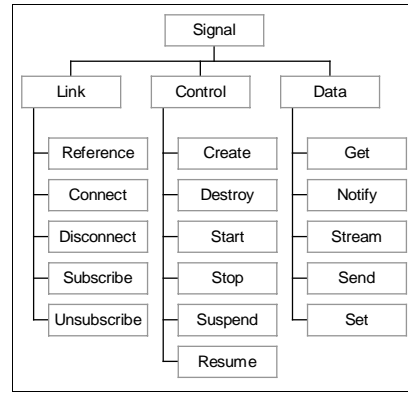 Signal
Link
Control
Data
Reference
Connect
Disconnect
Subscribe
Unsubscribe
Create
Destroy
Start
Stop
Suspend
Resume
Get
Notify
Stream
Send
Set